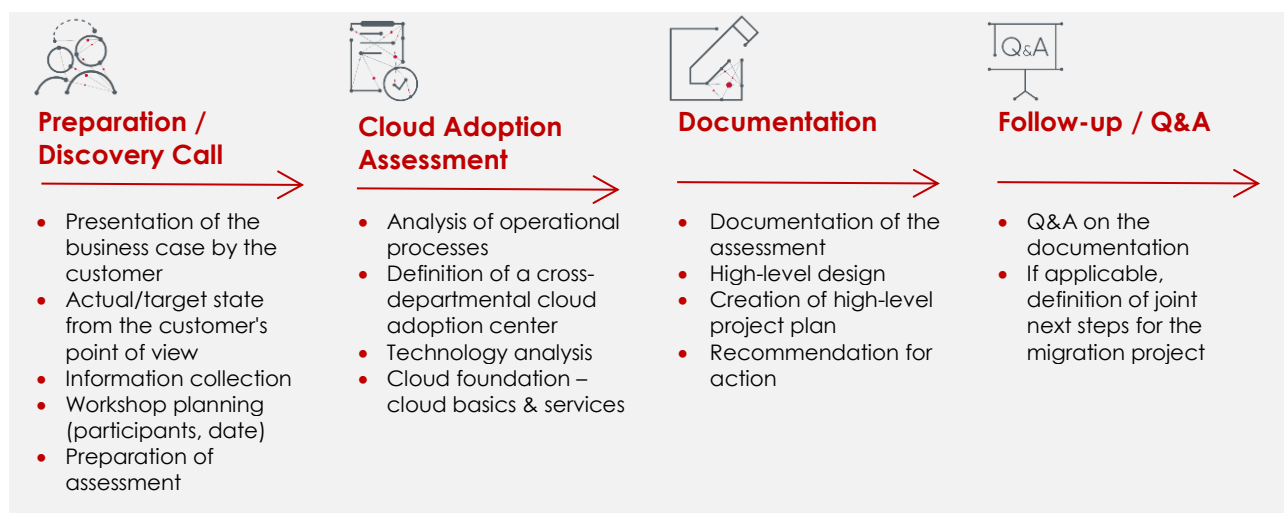 Q&A
Preparation /
Discovery Call
• Presentation of the
business case by the
customer
• Actual/target state
from the customer's
point of view
• Information collection
• Workshop planning
(participants, date)
• Preparation of
assessment
Cloud Adoption
Assessment
• Analysis of operational
processes
• Definition of a cross-
departmental cloud
adoption center
• Technology analysis
• Cloud foundation –
cloud basics & services
Documentation
• Documentation of the
assessment
• High-level design
• Creation of high-level
project plan
• Recommendation for
action
Follow-up / Q&A
• Q&A on the
documentation
• If applicable,
definition of joint
next steps for the
migration project